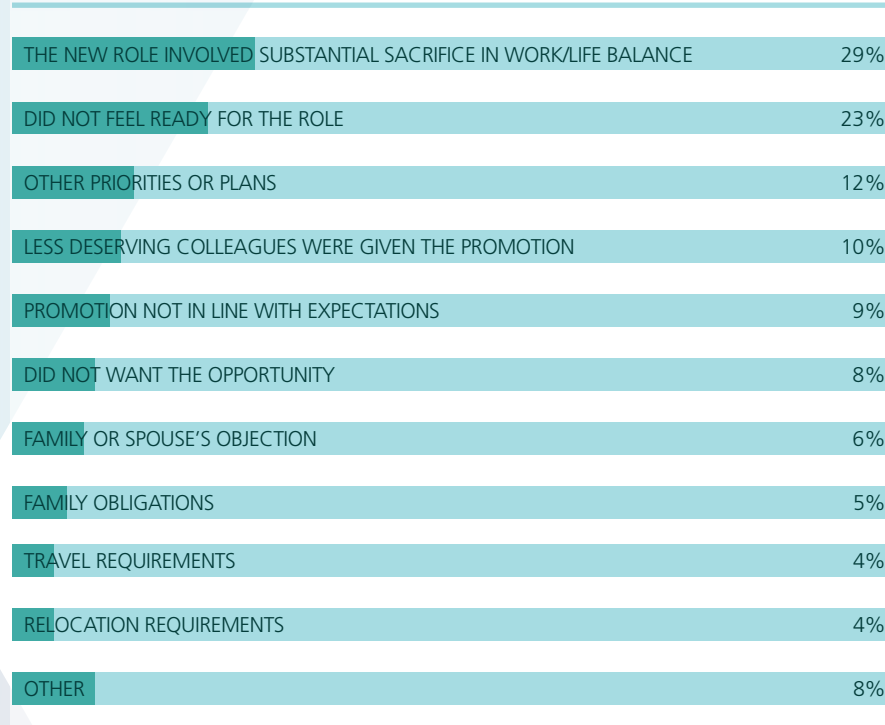 THE NEW ROLE INVOLVED SUBSTANTIAL SACRIFICE IN WORK/LIFE BALANCE 29%
DID NOT FEEL READY FOR THE ROLE 23%
OTHER PRIORITIES OR PLANS 12%
LESS DESERVING COLLEAGUES WERE GIVEN THE PROMOTION 10%
PROMOTION NOT IN LINE WITH EXPECTATIONS 9%
DID NOT WANT THE OPPORTUNITY 8%
FAMILY OR SPOUSE'S OBJECTION 6%
FAMILY OBLIGATIONS 5%
TRAVEL REQUIREMENTS 4%
RELOCATION REQUIREMENTS 4%
OTHER 8%